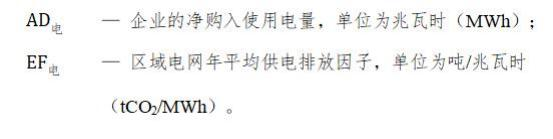 AD电 — 企业的净购入使用电量，单位为兆瓦时（MWh）；
EF电 — 区域电网年平均供电排放因子，单位为吨/兆瓦时
（tCO₂/MWh）。